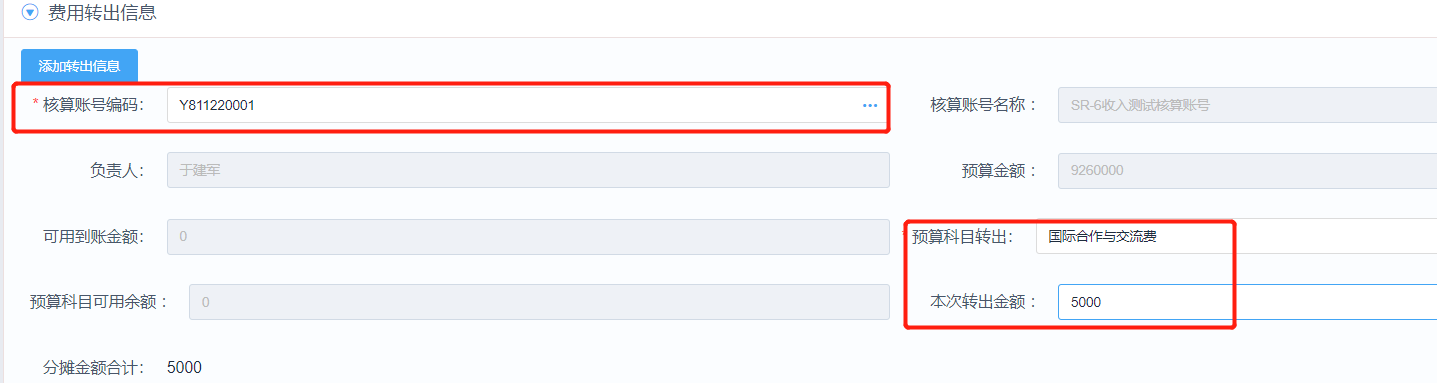 费用转出信息
添加转出信息
* 核算账号编码： Y811220001 ••• 核算账号名称： SR-6收入测试核算账号
负责人： 于建军 预算金额： 9260000
可用到账金额： 0 * 预算科目转出： 国际合作与交流费
预算科目可用余额： 0 本次转出金额： 5000
分摊金额合计： 5000